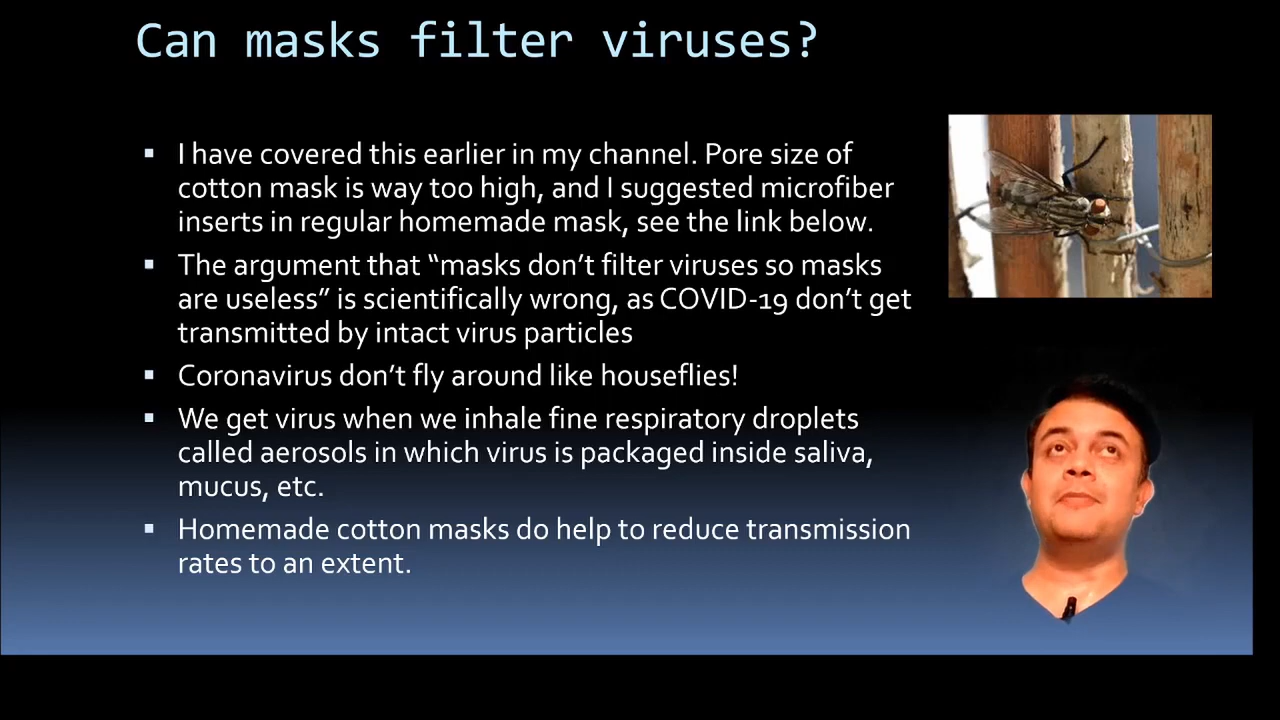 Can masks filter viruses?
I have covered this earlier in my channel. Pore size of
cotton mask is way too high, and I suggested microfiber
inserts in regular homemade mask, see the link below.
The argument that “masks don’t filter viruses so masks
are useless” is scientifically wrong, as COVID-19 don’t get
transmitted by intact virus particles
Coronavirus don’t fly around like houseflies!
We get virus when we inhale fine respiratory droplets
called aerosols in which virus is packaged inside saliva,
mucus, etc.
Homemade cotton masks do help to reduce transmission
rates to an extent.